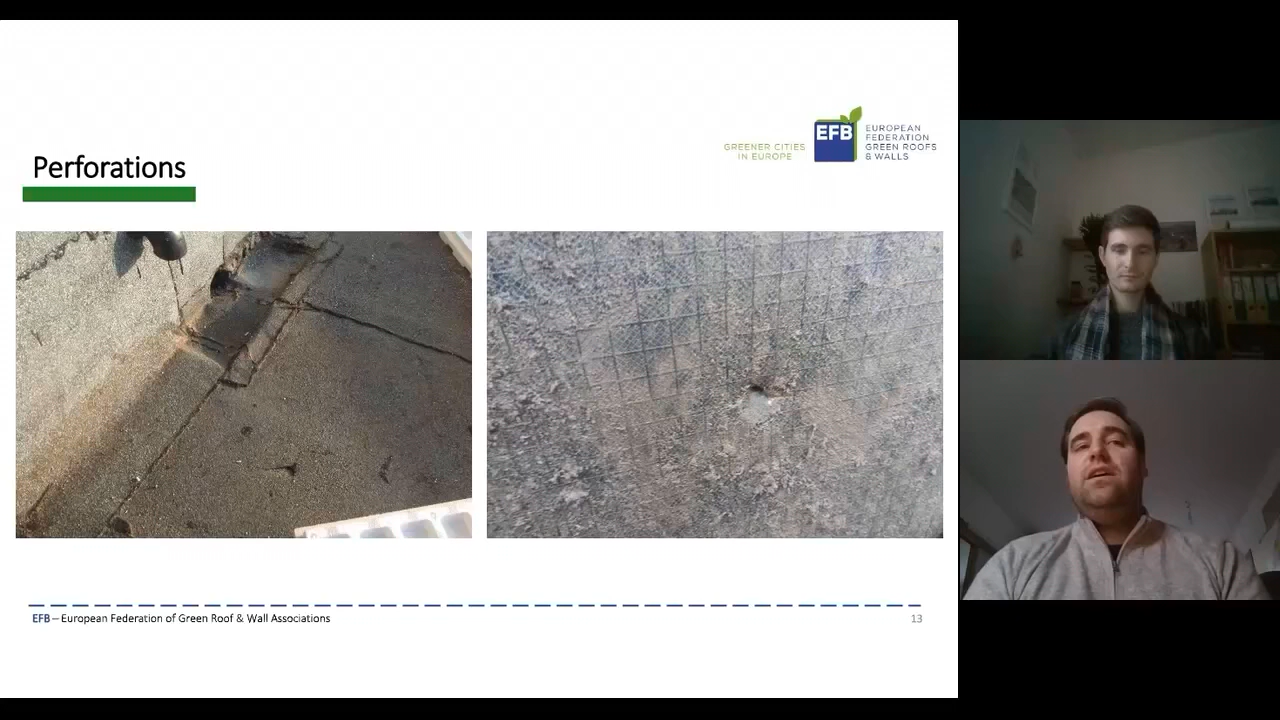 GREENER CITIES
IN EUROPE
EFB
EUROPEAN
FEDERATION
GREEN ROOFS
& WALLS
Perforations
EFB – European Federation of Green Roof & Wall Associations
13